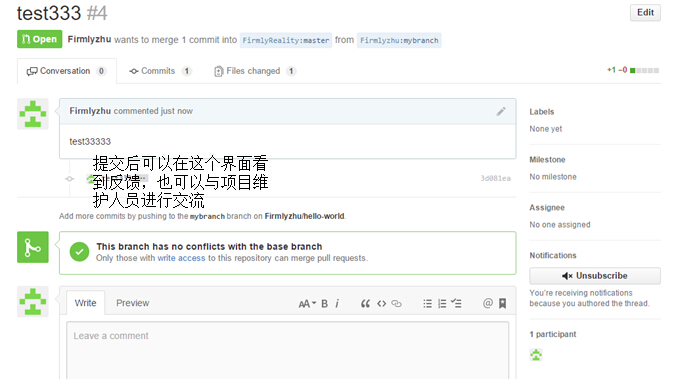 test333 #4
Edit
Open Firmlyzhu wants to merge 1 commit into FirmlyReality:master from Firmlyzhu:mybranch
Conversation 0
Commits 1
Files changed 1
+1 −0
Firmlyzhu commented just now
test33333
提交后可以在这个界面看
到反馈，也可以与项目维
护人员进行交流
3d081ea
Add more commits by pushing to the mybranch branch on Firmlyzhu/hello-world.
This branch has no conflicts with the base branch
Only those with write access to this repository can merge pull requests.
Write
Preview
AA B i
Leave a comment
Labels
None yet
Milestone
No milestone
Assignee
No one assigned
Notifications
Unsubscribe
You're receiving notifications
because you authored the thread.
1 participant